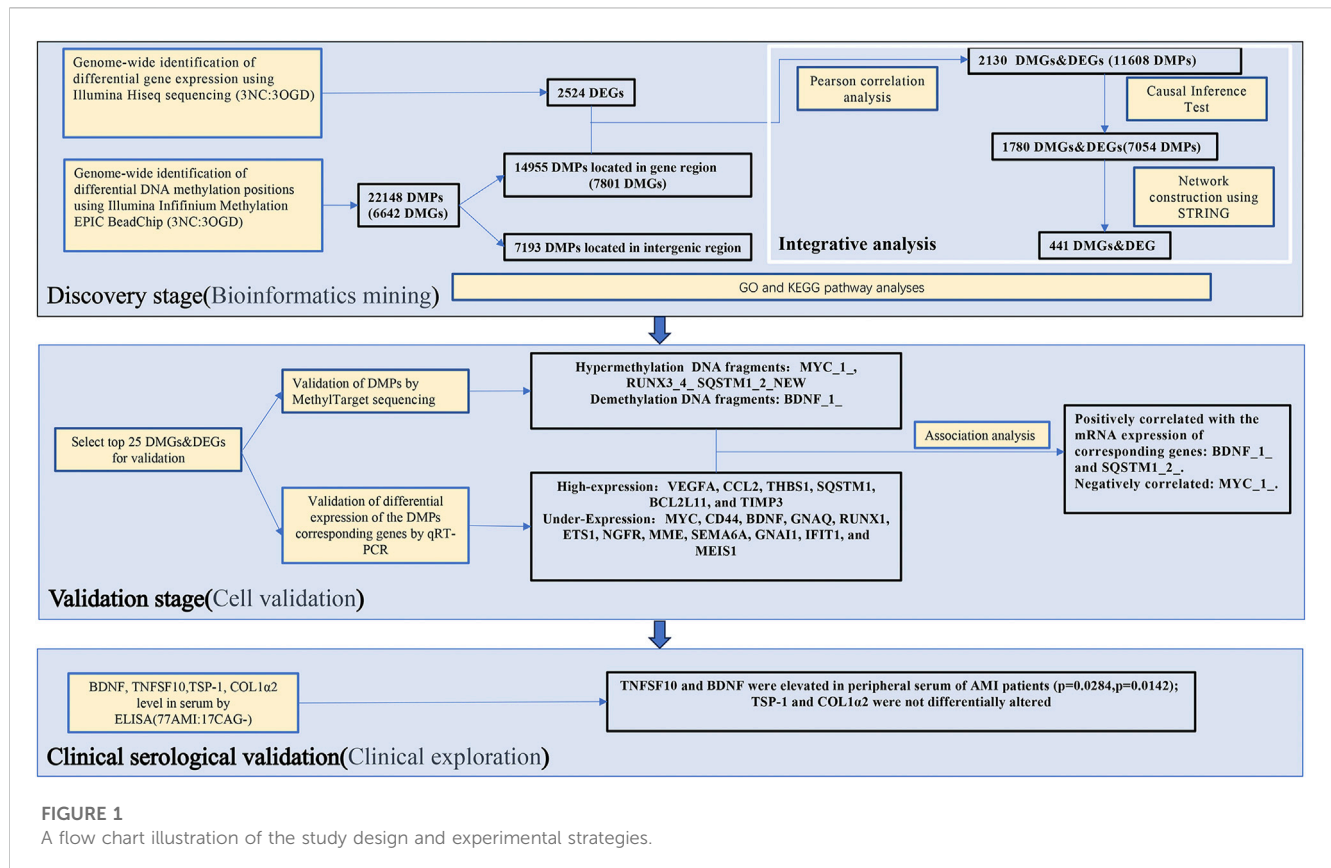 Genome-wide identification of
differential gene expression using
Illumina Hiseq sequencing (3NC:3OGD)
2524 DEGs
Genome-wide identification of
differential DNA methylation positions
using Illumina Infifinium Methylation
EPIC BeadChip (3NC:3OGD)
22148 DMPs
(6642 DMGs)
14955 DMPs located in gene region
(7801 DMGs)
7193 DMPs located in intergenic region
Pearson correlation
analysis
2130 DMGs&DEGs (11608 DMPs)
Causal Inference
Test
1780 DMGs&DEGs(7054 DMPs)
Network
construction using
STRING
441 DMGs&DEG
Integrative analysis
GO and KEGG pathway analyses
Discovery stage(Bioinformatics mining)
Select top 25 DMGs&DEGs
for validation
Validation of DMPs by
MethylTarget sequencing
Validation of differential
expression of the DMPs
corresponding genes by qRT-
PCR
Hypermethylation DNA fragments: MYC_1_,
RUNX3_4_ SQSTM1_2_NEW
Demethylation DNA fragments: BDNF_1_
High-expression: VEGFA, CCL2, THBS1, SQSTM1,
BCL2L11, and TIMP3
Under-Expression: MYC, CD44, BDNF, GNAQ, RUNX1,
ETS1, NGFR, MME, SEMA6A, GNAI1, IFIT1, and
MEIS1
Association analysis
Positively correlated with the
mRNA expression of
corresponding genes: BDNF_1_
and SQSTM1_2_.
Negatively correlated: MYC_1_.
Validation stage(Cell validation)
BDNF, TNFSF10,TSP-1, COL1α2
level in serum by
ELISA(77AMI:17CAG-)
TNFSF10 and BDNF were elevated in peripheral serum of AMI patients (p=0.0284,p=0.0142);
TSP-1 and COL1α2 were not differentially altered
Clinical serological validation(Clinical exploration)
FIGURE 1
A flow chart illustration of the study design and experimental strategies.